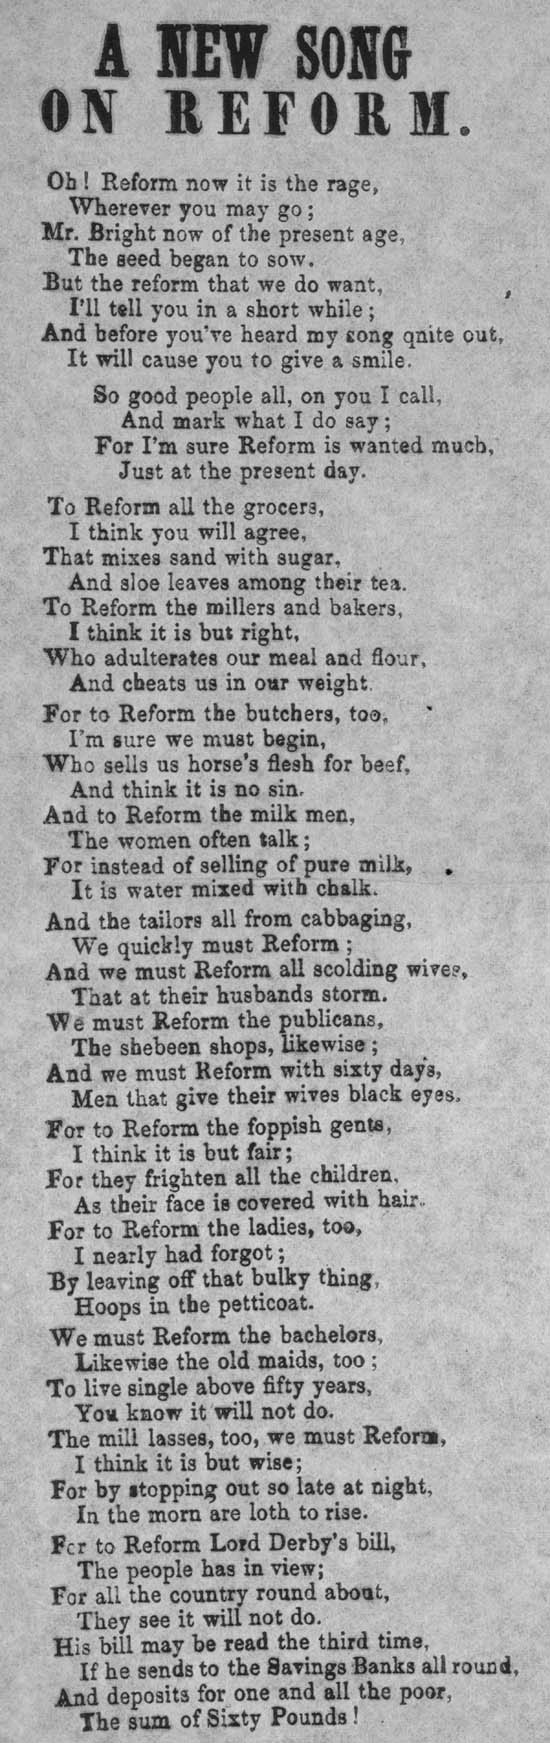 A NEW SONG
ON REFORM.
Oh! Reform now it is the rage,
Wherever you may go;
Mr. Bright now of the present age,
The seed began to sow.
But the reform that we do want,
I'll tell you in a short while;
And before you've heard my song qnite out,
It will cause you to give a smile.
So good people all, on you I call,
And mark what I do say;
For I'm sure Reform is wanted much,
Just at the present day.
To Reform all the grocers,
I think you will agree,
That mixes sand with sugar,
And sloe leaves among their tea.
To Reform the millers and bakers,
I think it is but right,
Who adulterates our meal and flour,
And cheats us in our weight.
For to Reform the butchers, too,
I'm sure we must begin,
Who sells us horse's flesh for beef,
And think it is no sin.
And to Reform the milk men,
The women often talk;
For instead of selling of pure milk,
It is water mixed with chalk.
And the tailors all from cabbaging,
We quickly must Reform;
And we must Reform all scolding wives,
That at their husbands storm.
We must Reform the publicans,
The shebeen shops, likewise;
And we must Reform with sixty days,
Men that give their wives black eyes.
For to Reform the foppish gents,
I think it is but fair;
For they frighten all the children,
As their face is covered with hair.
For to Reform the ladies, too,
I nearly had forgot;
By leaving off that bulky thing,
Hoops in the petticoat.
We must Reform the bachelors,
Likewise the old maids, too;
To live single above fifty years,
You know it will not do.
The mill lasses, too, we must Reform,
I think it is but wise;
For by stopping out so late at night,
In the morn are loth to rise.
For to Reform Lord Derby's bill,
The people has in view;
For all the country round about,
They see it will not do.
His bill may be read the third time,
If he sends to the Savings Banks all round,
And deposits for one and all the poor,
The sum of Sixty Pounds!